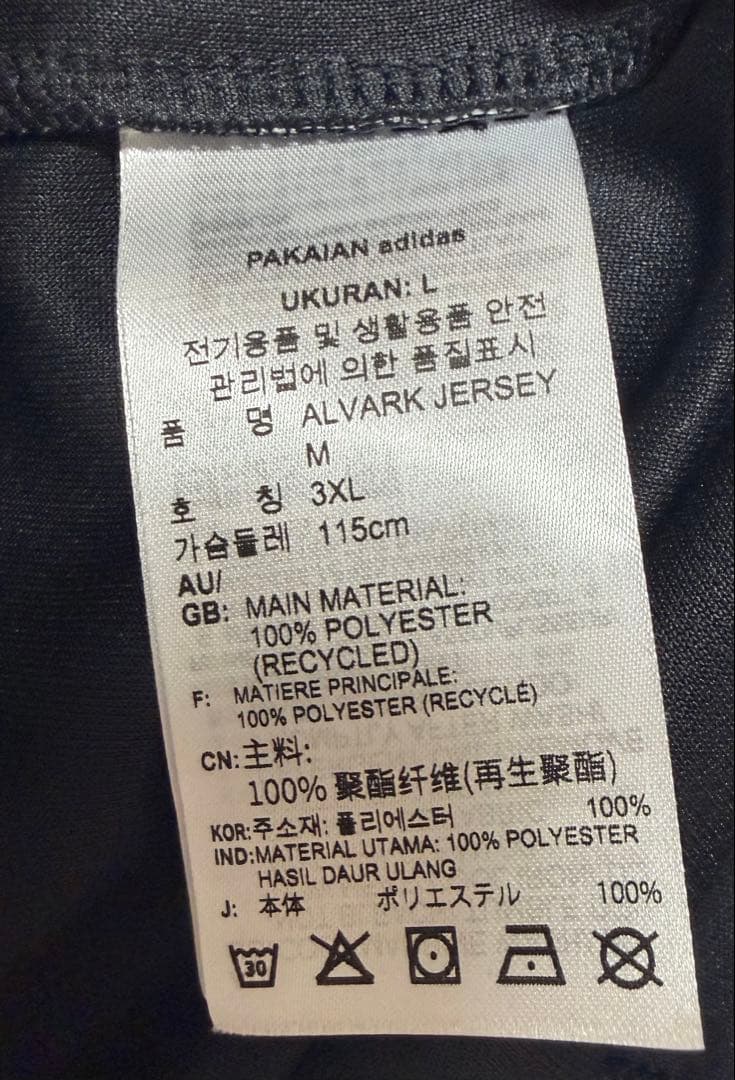 PAKAIAN adidas
UKURAN: L
전기용품 및 생활용품 안전
관리법에 의한 품질표시
품 명 ALVARK JERSEY
M
호 칭 3XL
가슴둘레 115cm
AU/
GB: MAIN MATERIAL:
100% POLYESTER
(RECYCLED)
F: MATIERE PRINCIPALE:
100% POLYESTER (RECYCLÉ)
CN:主料:
100% 聚酯纤维(再生聚酯)
KOR:주소재: 폴리에스터 100%
IND:MATERIAL UTAMA: 100% POLYESTER
HASIL DAUR ULANG
J: 本体 ポリエステル 100%
30